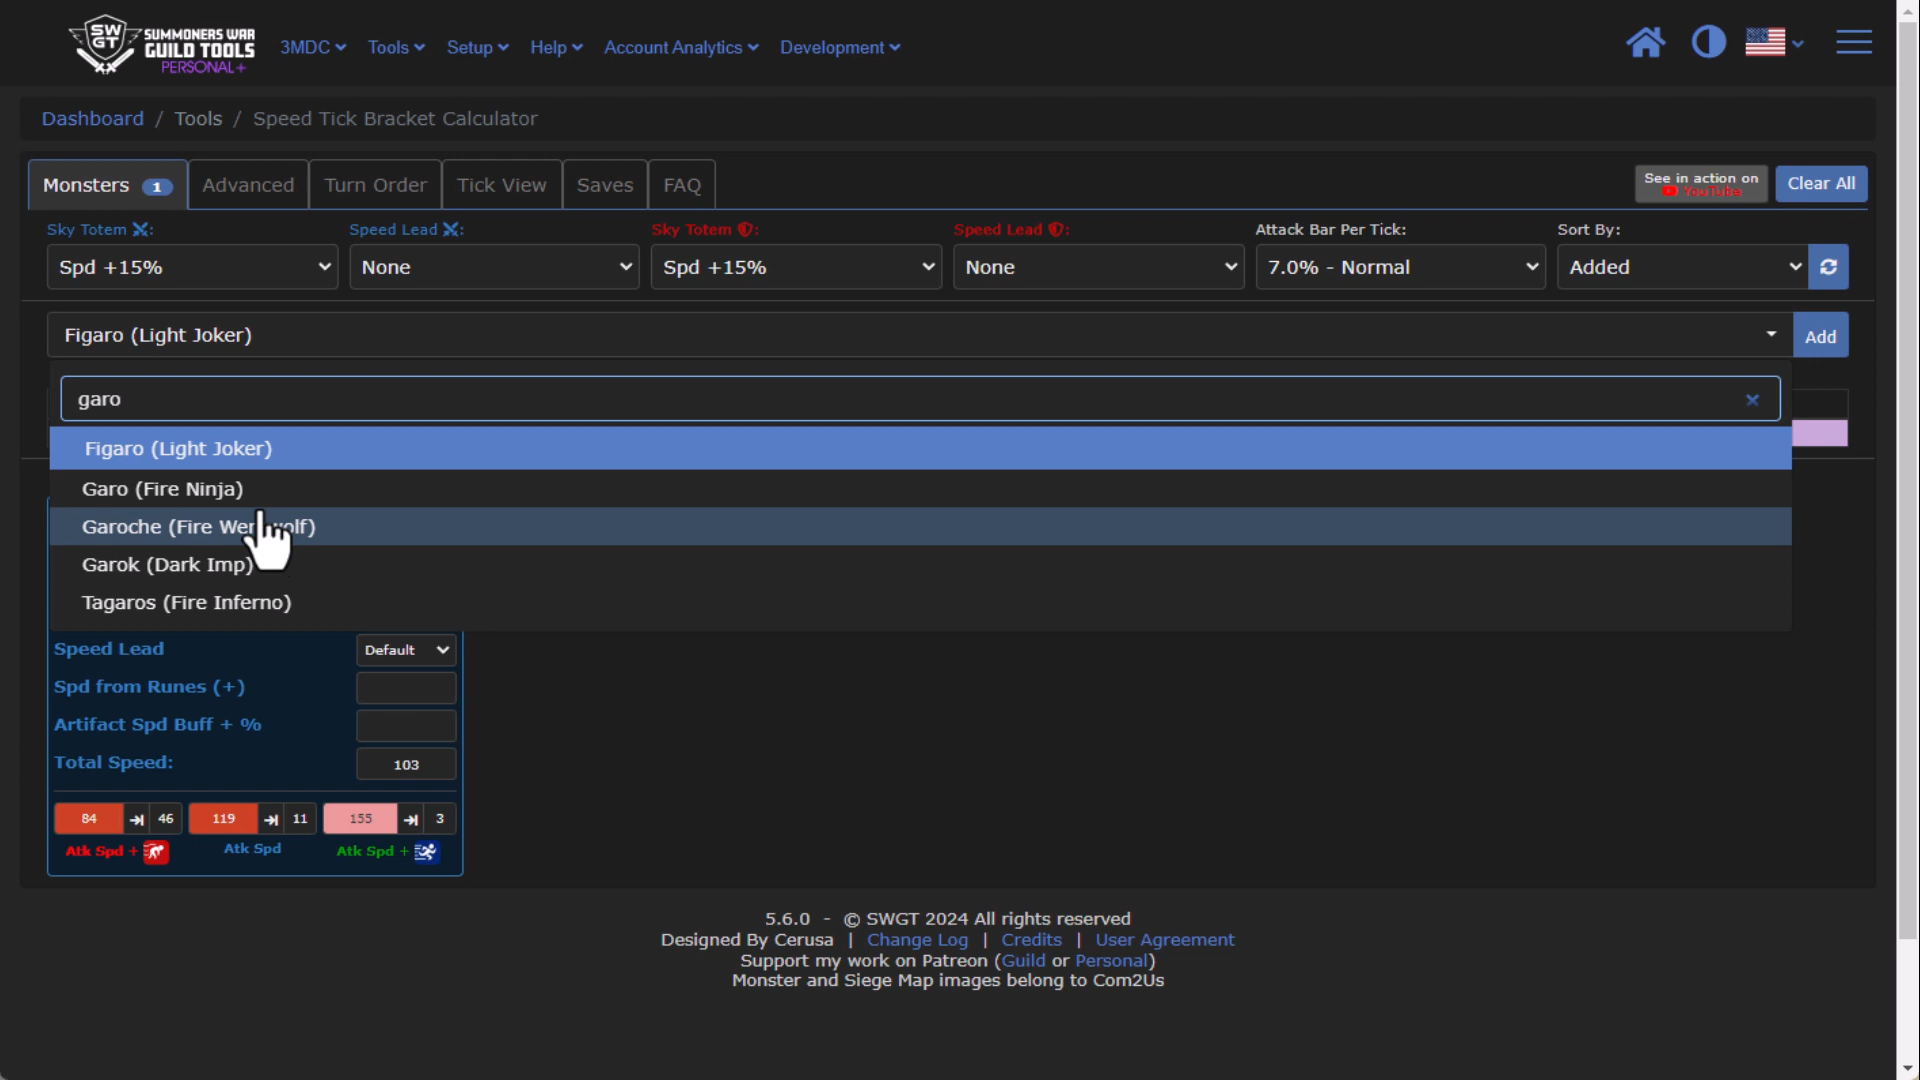 SWGT SUMMONERS WAR
GUILD TOOLS
PERSONAL+
3MDC Tools Setup Help Account Analytics Development
Dashboard / Tools / Speed Tick Bracket Calculator
Monsters 1 Advanced Turn Order Tick View Saves FAQ
See in action on
YouTube
Clear All
Sky Totem : Speed Lead : Sky Totem : Speed Lead : Attack Bar Per Tick: Sort By:
Spd +15% None Spd +15% None 7.0% - Normal Added
Figaro (Light Joker) Add
garo
Figaro (Light Joker)
Garo (Fire Ninja)
Garoche (Fire Werewolf)
Garok (Dark Imp)
Tagaros (Fire Inferno)
Speed Lead Default
Spd from Runes (+)
Artifact Spd Buff + %
Total Speed: 103
84 46 119 11 155 3
Atk Spd + Atk Spd Atk Spd +
5.6.0 - © SWGT 2024 All rights reserved
Designed By Cerusa | Change Log | Credits | User Agreement
Support my work on Patreon (Guild or Personal)
Monster and Siege Map images belong to Com2Us